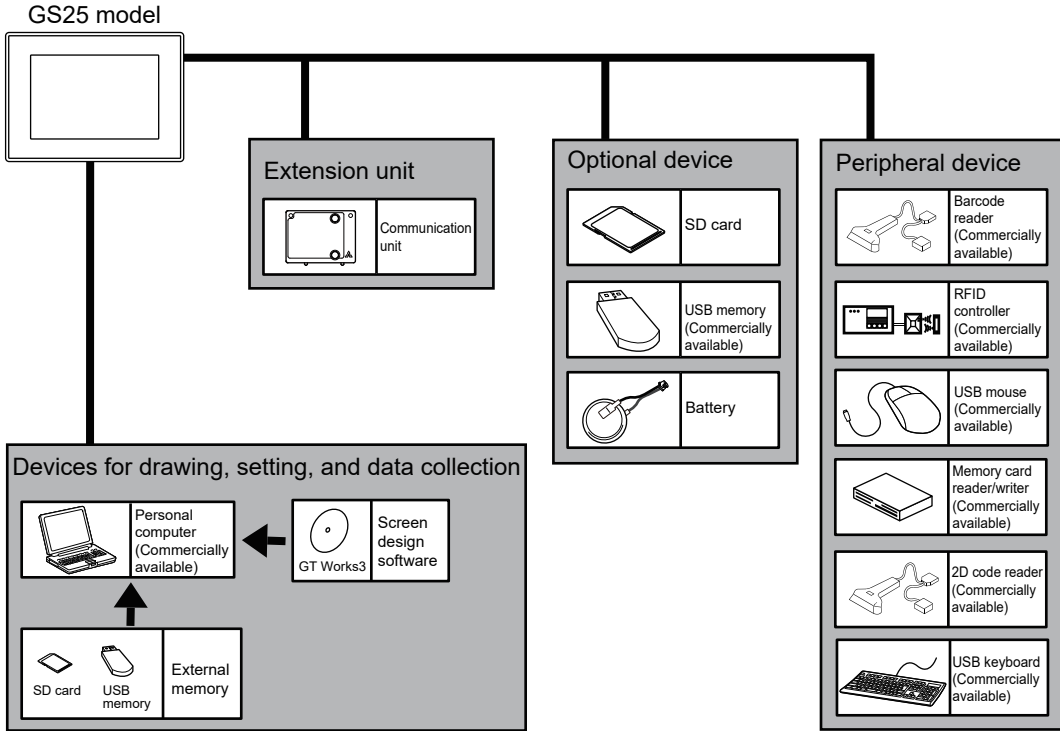 GS25 model
Extension unit
Communication
unit
Optional device
SD card
USB memory
(Commercially
available)
Battery
Peripheral device
Barcode
reader
(Commercially
available)
RFID
controller
(Commercially
available)
USB mouse
(Commercially
available)
Memory card
reader/writer
(Commercially
available)
2D code reader
(Commercially
available)
USB keyboard
(Commercially
available)
Devices for drawing, setting, and data collection
Personal
computer
(Commercially
available)
GT Works3
Screen
design
software
SD card
USB
memory
External
memory